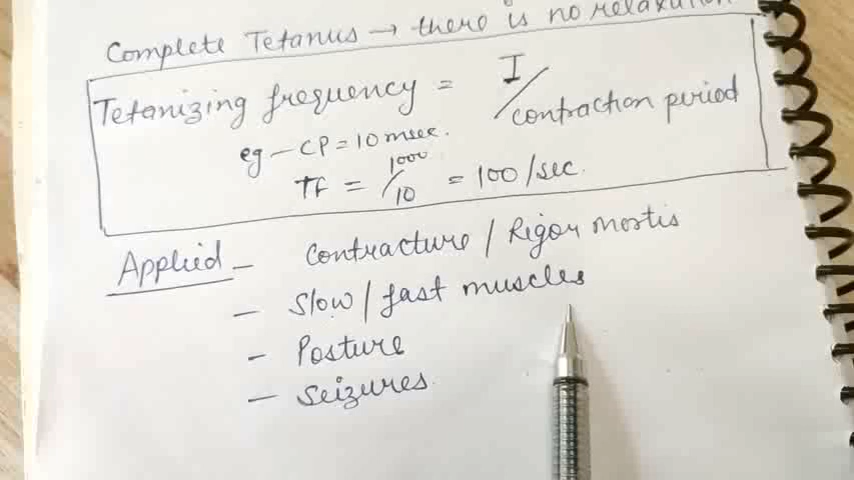 Complete Tetanus → there is no relaxation
Tetanizing frequency = I / contraction period
eg - CP = 10 msec.
TF = 1000/10 = 100/sec.
Applied - contracture / Rigor mortis
- Slow / fast muscles
- Posture
- Seizures.